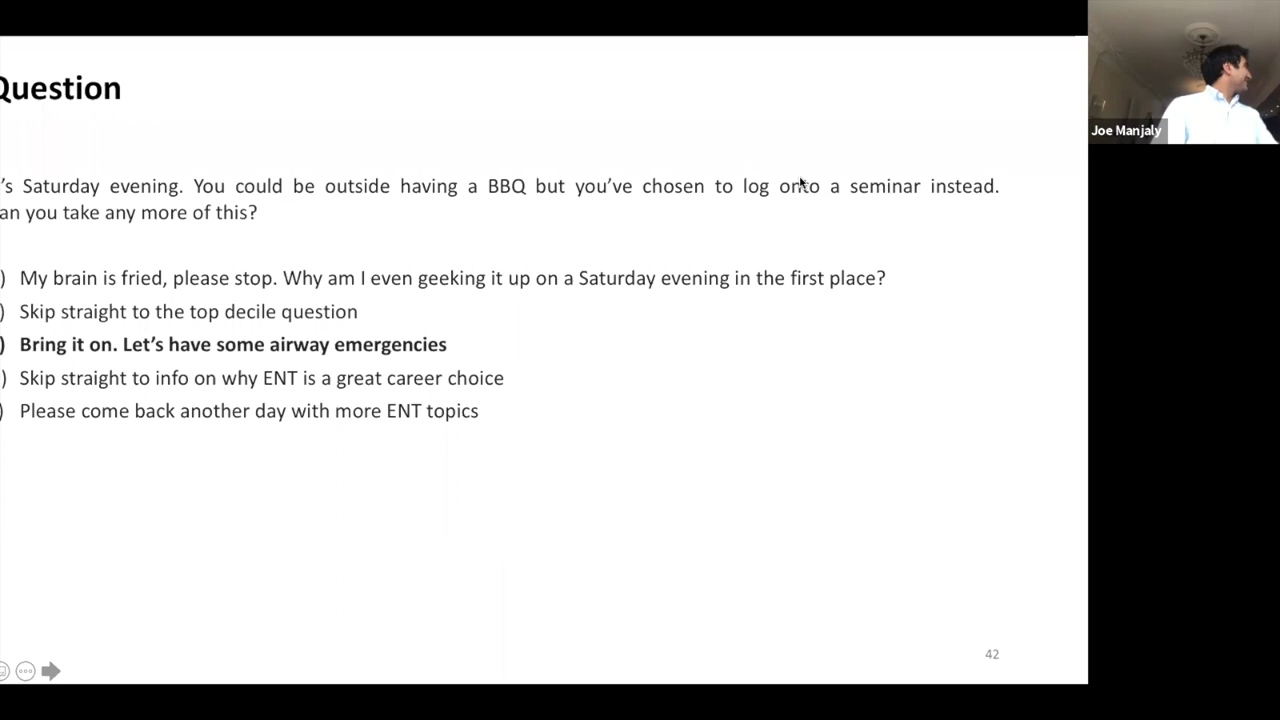 Question
's Saturday evening. You could be outside having a BBQ but you've chosen to log onto a seminar instead.
an you take any more of this?
) My brain is fried, please stop. Why am I even geeking it up on a Saturday evening in the first place?
) Skip straight to the top decile question
) Bring it on. Let's have some airway emergencies
) Skip straight to info on why ENT is a great career choice
) Please come back another day with more ENT topics
42
Joe Manjaly